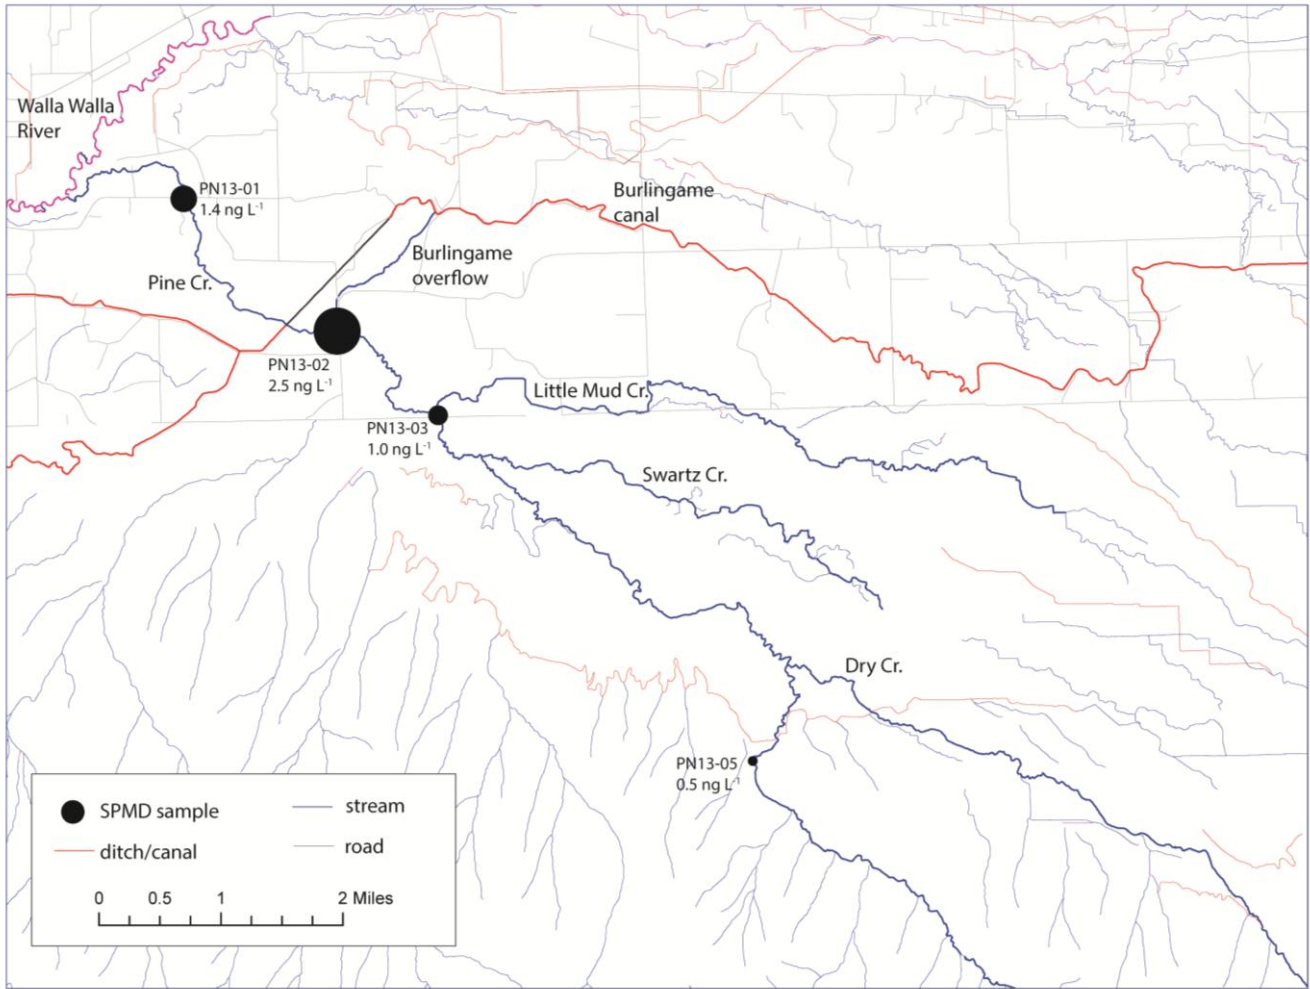 Walla Walla
River
PN13-01
1.4 ng L⁻¹
Burlingame
canal
Burlingame
overflow
Pine Cr.
PN13-02
2.5 ng L⁻¹
Little Mud Cr.
PN13-03
1.0 ng L⁻¹
Swartz Cr.
Dry Cr.
PN13-05
0.5 ng L⁻¹
SPMD sample
stream
ditch/canal
road
0 0.5 1 2 Miles